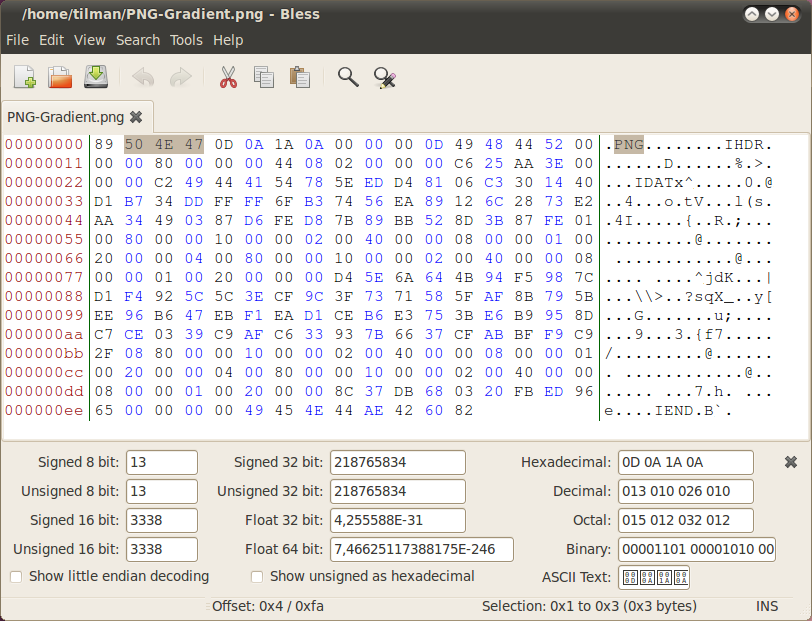 /home/tilman/PNG-Gradient.png - Bless
File Edit View Search Tools Help
PNG-Gradient.png
00000000 89 50 4E 47 0D 0A 1A 0A 00 00 00 0D 49 48 44 52 00 .PNG........IHDR.
00000011 00 00 80 00 00 00 44 08 02 00 00 00 C6 25 AA 3E 00 ......D......%.>.
00000022 00 00 C2 49 44 41 54 78 5E ED D4 81 06 C3 30 14 40 ...IDATx^.....0.@
00000033 D1 B7 34 DD FF FF 6F B3 74 56 EA 89 12 6C 28 73 E2 ..4...o.tV...l(s.
00000044 AA 34 49 03 87 D6 FE D8 7B 89 BB 52 8D 3B 87 FE 01 .4I.....{..R.;...
00000055 00 80 00 00 10 00 00 02 00 40 00 00 08 00 00 01 00 .........@.......
00000066 20 00 00 04 00 80 00 00 10 00 00 02 00 40 00 00 08  ............@...
00000077 00 00 01 00 20 00 00 00 D4 5E 6A 64 4B 94 F5 98 7C .... ....^jdK...|
00000088 D1 F4 92 5C 5C 3E CF 9C 3F 73 71 58 5F AF 8B 79 5B ...\\>..?sqX_..y[
00000099 EE 96 B6 47 EB F1 EA D1 CE B6 E3 75 3B E6 B9 95 8D ...G.......u;....
000000aa C7 CE 03 39 C9 AF C6 33 93 7B 66 37 CF AB BF F9 C9 ...9...3.{f7.....
000000bb 2F 08 80 00 00 10 00 00 02 00 40 00 00 08 00 00 01 /.........@......
000000cc 00 20 00 00 04 00 80 00 00 10 00 00 02 00 40 00 00 . ............@..
000000dd 08 00 00 01 00 20 00 00 8C 37 DB 68 03 20 FB ED 96 ..... ...7.h. ...
000000ee 65 00 00 00 00 49 45 4E 44 AE 42 60 82 e....IEND.B`.
Signed 8 bit: 13 Signed 32 bit: 218765834 Hexadecimal: 0D 0A 1A 0A
Unsigned 8 bit: 13 Unsigned 32 bit: 218765834 Decimal: 013 010 026 010
Signed 16 bit: 3338 Float 32 bit: 4,255588E-31 Octal: 015 012 032 012
Unsigned 16 bit: 3338 Float 64 bit: 7,46625117388175E-246 Binary: 00001101 00001010 00
Show little endian decoding Show unsigned as hexadecimal ASCII Text:
Offset: 0x4 / 0xfa Selection: 0x1 to 0x3 (0x3 bytes) INS